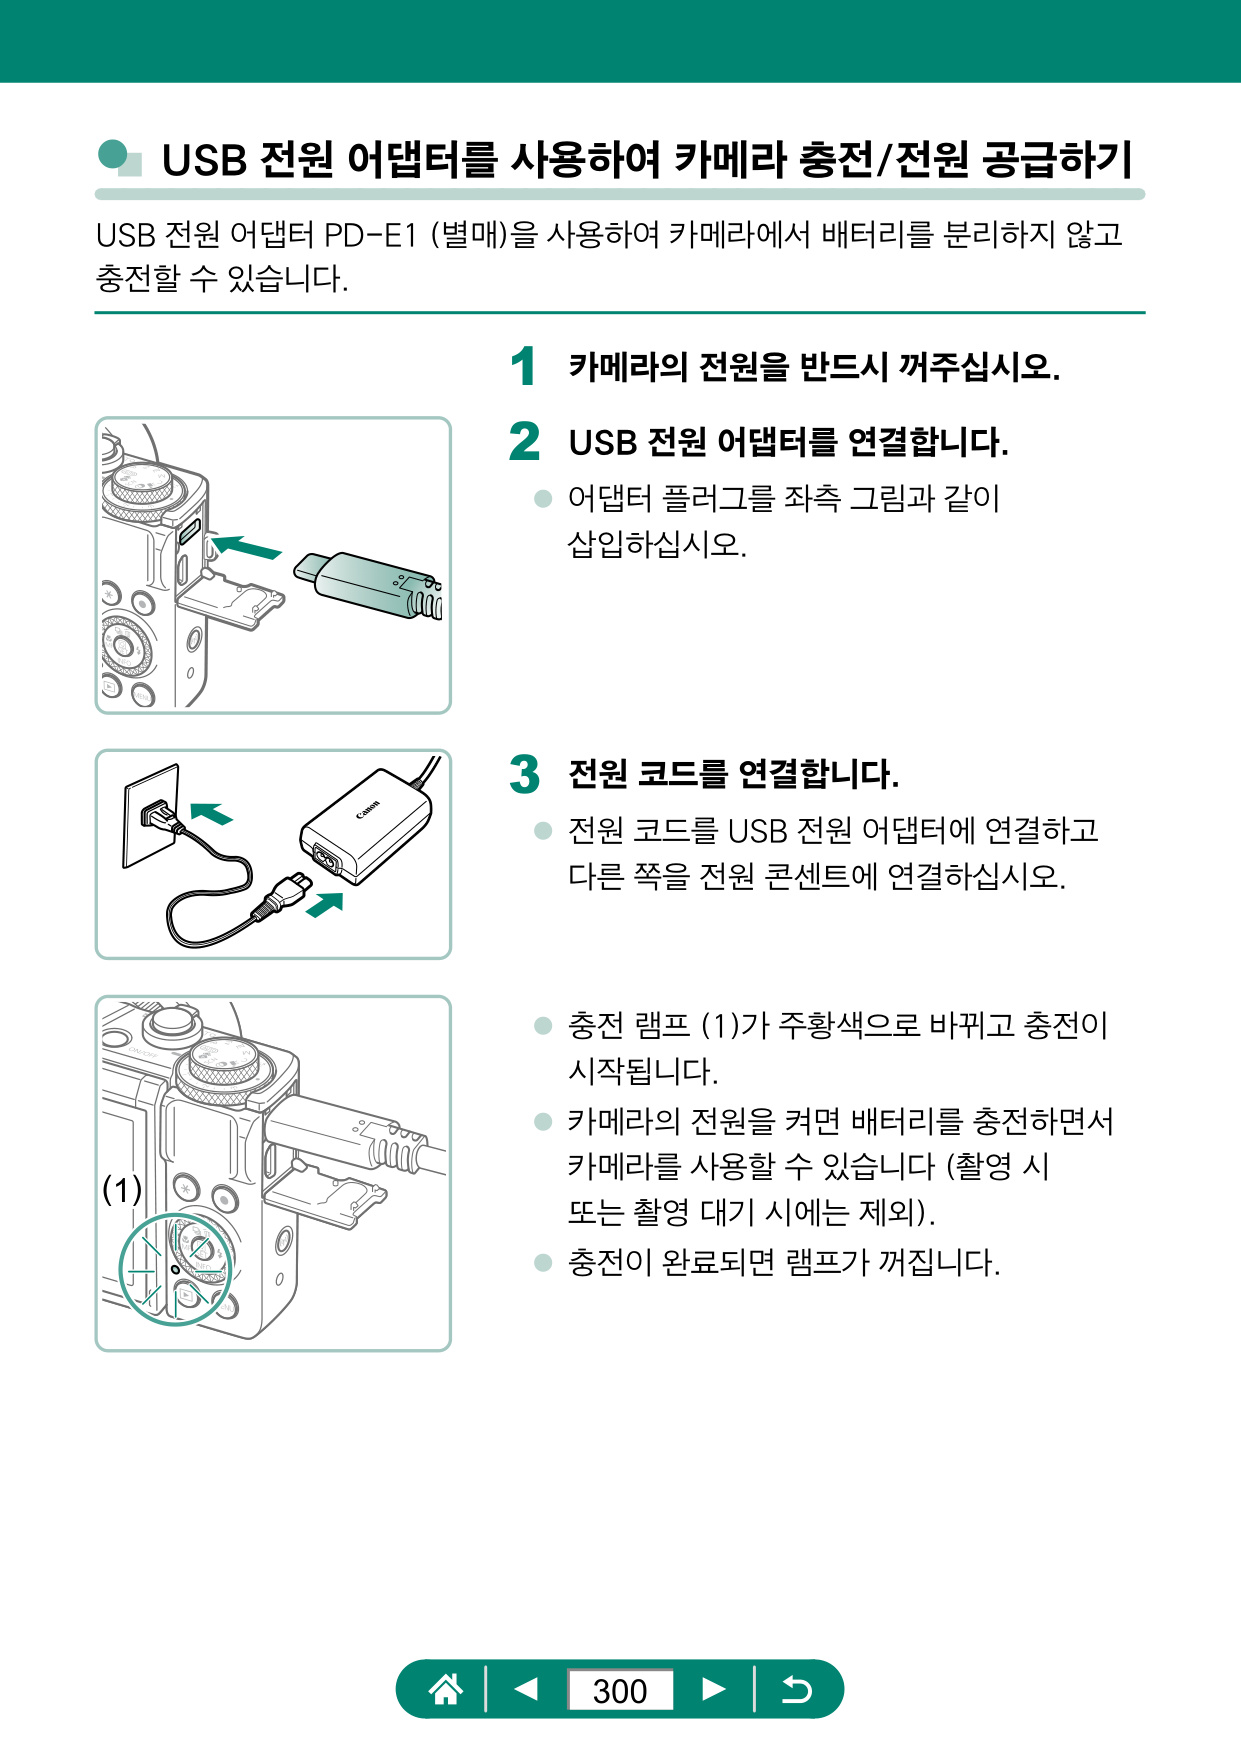 USB 전원 어댑터를 사용하여 카메라 충전/전원 공급하기
USB 전원 어댑터 PD-E1 (별매)을 사용하여 카메라에서 배터리를 분리하지 않고
충전할 수 있습니다.
1 카메라의 전원을 반드시 꺼주십시오.
2 USB 전원 어댑터를 연결합니다.
어댑터 플러그를 좌측 그림과 같이
삽입하십시오.
3 전원 코드를 연결합니다.
Canon
전원 코드를 USB 전원 어댑터에 연결하고
다른 쪽을 전원 콘센트에 연결하십시오.
충전 램프 (1)가 주황색으로 바뀌고 충전이
시작됩니다.
카메라의 전원을 켜면 배터리를 충전하면서
카메라를 사용할 수 있습니다 (촬영 시
또는 촬영 대기 시에는 제외).
충전이 완료되면 램프가 꺼집니다.
(1)
300